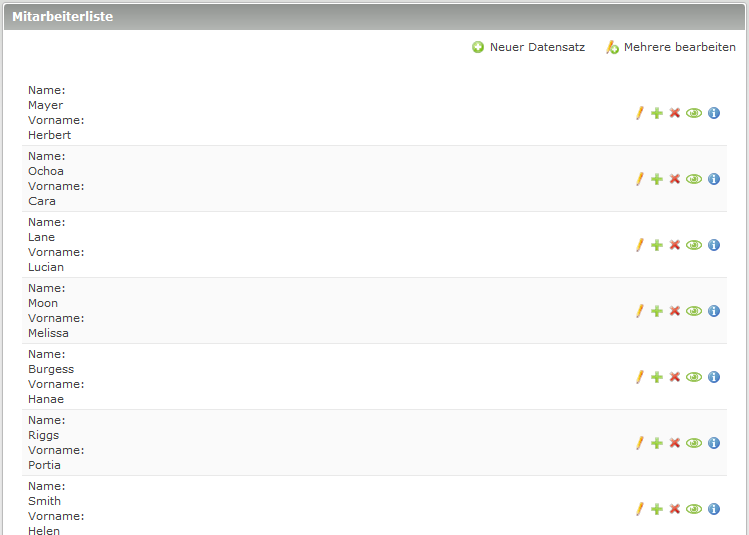 Mitarbeiterliste
Neuer Datensatz Mehrere bearbeiten
Name:
Mayer
Vorname:
Herbert
Name:
Ochoa
Vorname:
Cara
Name:
Lane
Vorname:
Lucian
Name:
Moon
Vorname:
Melissa
Name:
Burgess
Vorname:
Hanae
Name:
Riggs
Vorname:
Portia
Name:
Smith
Vorname:
Helen